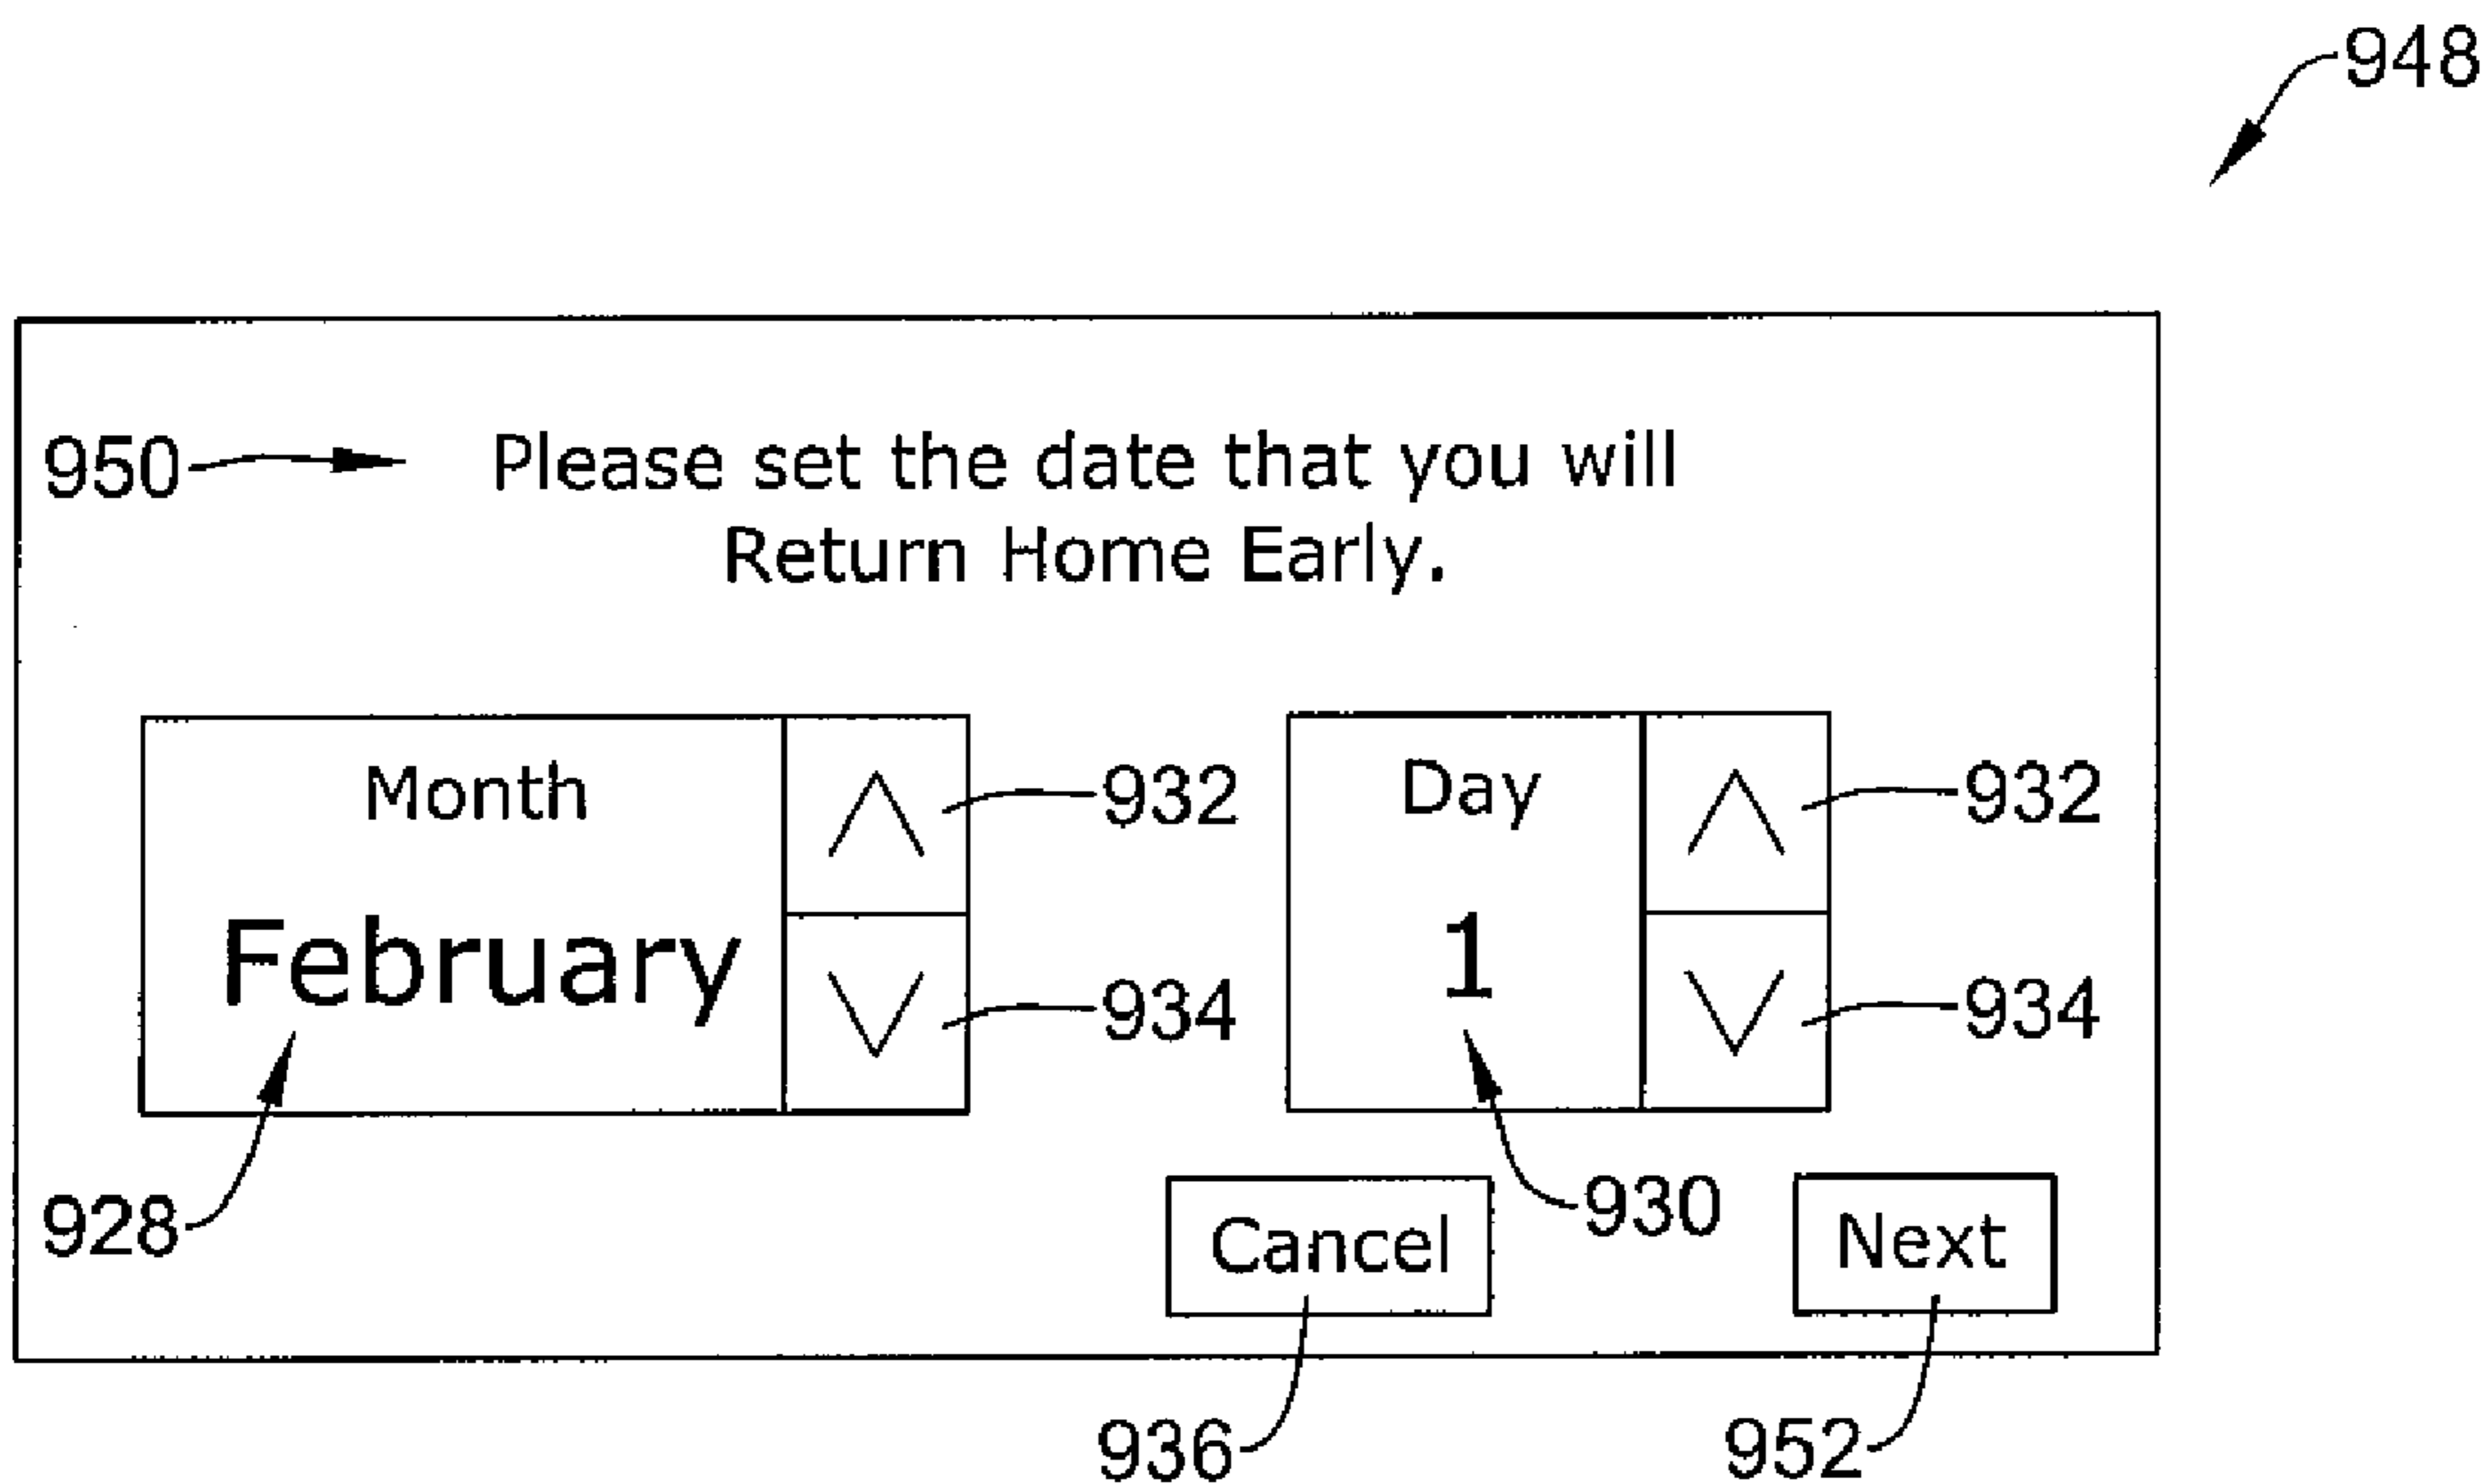 948
950 Please set the date that you will
Return Home Early.
Month 932 Day 932
February 934 1 934
928 930
Cancel Next
936 952